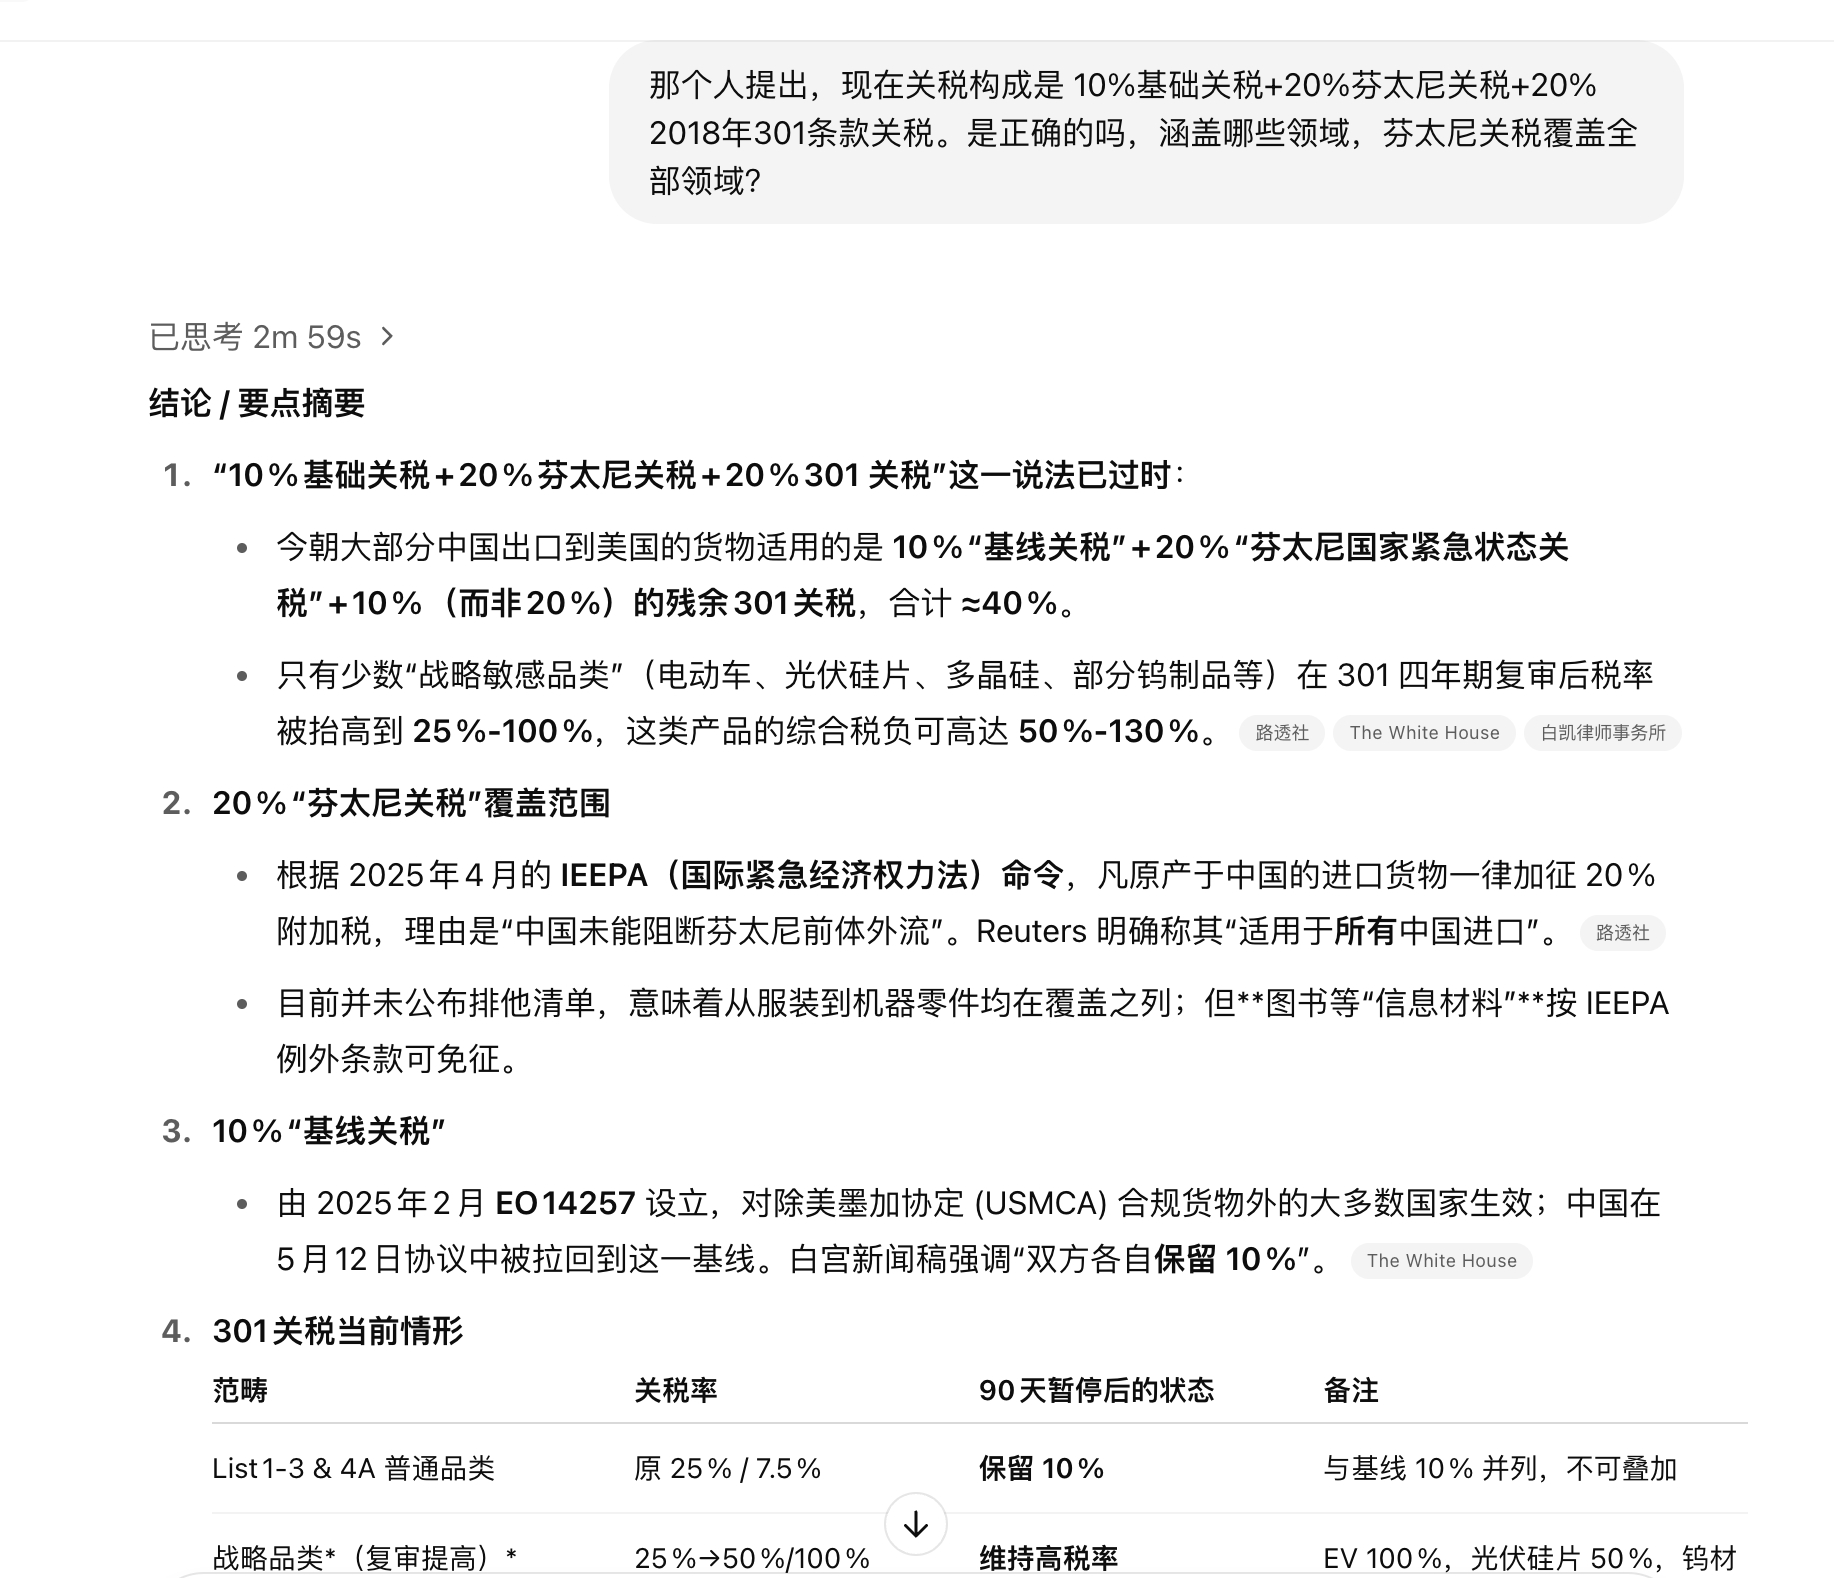 那个人提出，现在关税构成是 10%基础关税+20%芬太尼关税+20%
2018年301条款关税。是正确的吗，涵盖哪些领域，芬太尼关税覆盖全
部领域?
已思考 2m 59s
结论 / 要点摘要
1. “10%基础关税+20%芬太尼关税+20%301 关税”这一说法已过时：
• 今朝大部分中国出口到美国的货物适用的是 10%“基线关税”+20%“芬太尼国家紧急状态关
税”+10%（而非20%）的残余301关税，合计 ≈40%。
• 只有少数“战略敏感品类”（电动车、光伏硅片、多晶硅、部分钨制品等）在 301 四年期复审后税率
被抬高到 25%-100%，这类产品的综合税负可高达 50%-130%。 路透社 The White House 白凯律师事务所
2. 20%“芬太尼关税”覆盖范围
• 根据 2025年4月的 IEEPA（国际紧急经济权力法）命令，凡原产于中国的进口货物一律加征 20%
附加税，理由是“中国未能阻断芬太尼前体外流”。Reuters 明确称其“适用于所有中国进口”。 路透社
• 目前并未公布排他清单，意味着从服装到机器零件均在覆盖之列；但**图书等“信息材料”**按 IEEPA
例外条款可免征。
3. 10%“基线关税”
• 由 2025年2月 EO14257 设立，对除美墨加协定 (USMCA) 合规货物外的大多数国家生效；中国在
5月12日协议中被拉回到这一基线。白宫新闻稿强调“双方各自保留 10%”。 The White House
4. 301关税当前情形
范畴 关税率 90天暂停后的状态 备注
List1-3 & 4A 普通品类 原 25% / 7.5% 保留 10% 与基线 10% 并列，不可叠加
战略品类*（复审提高）* 25%→50%/100% 维持高税率 EV 100%，光伏硅片 50%，钨材